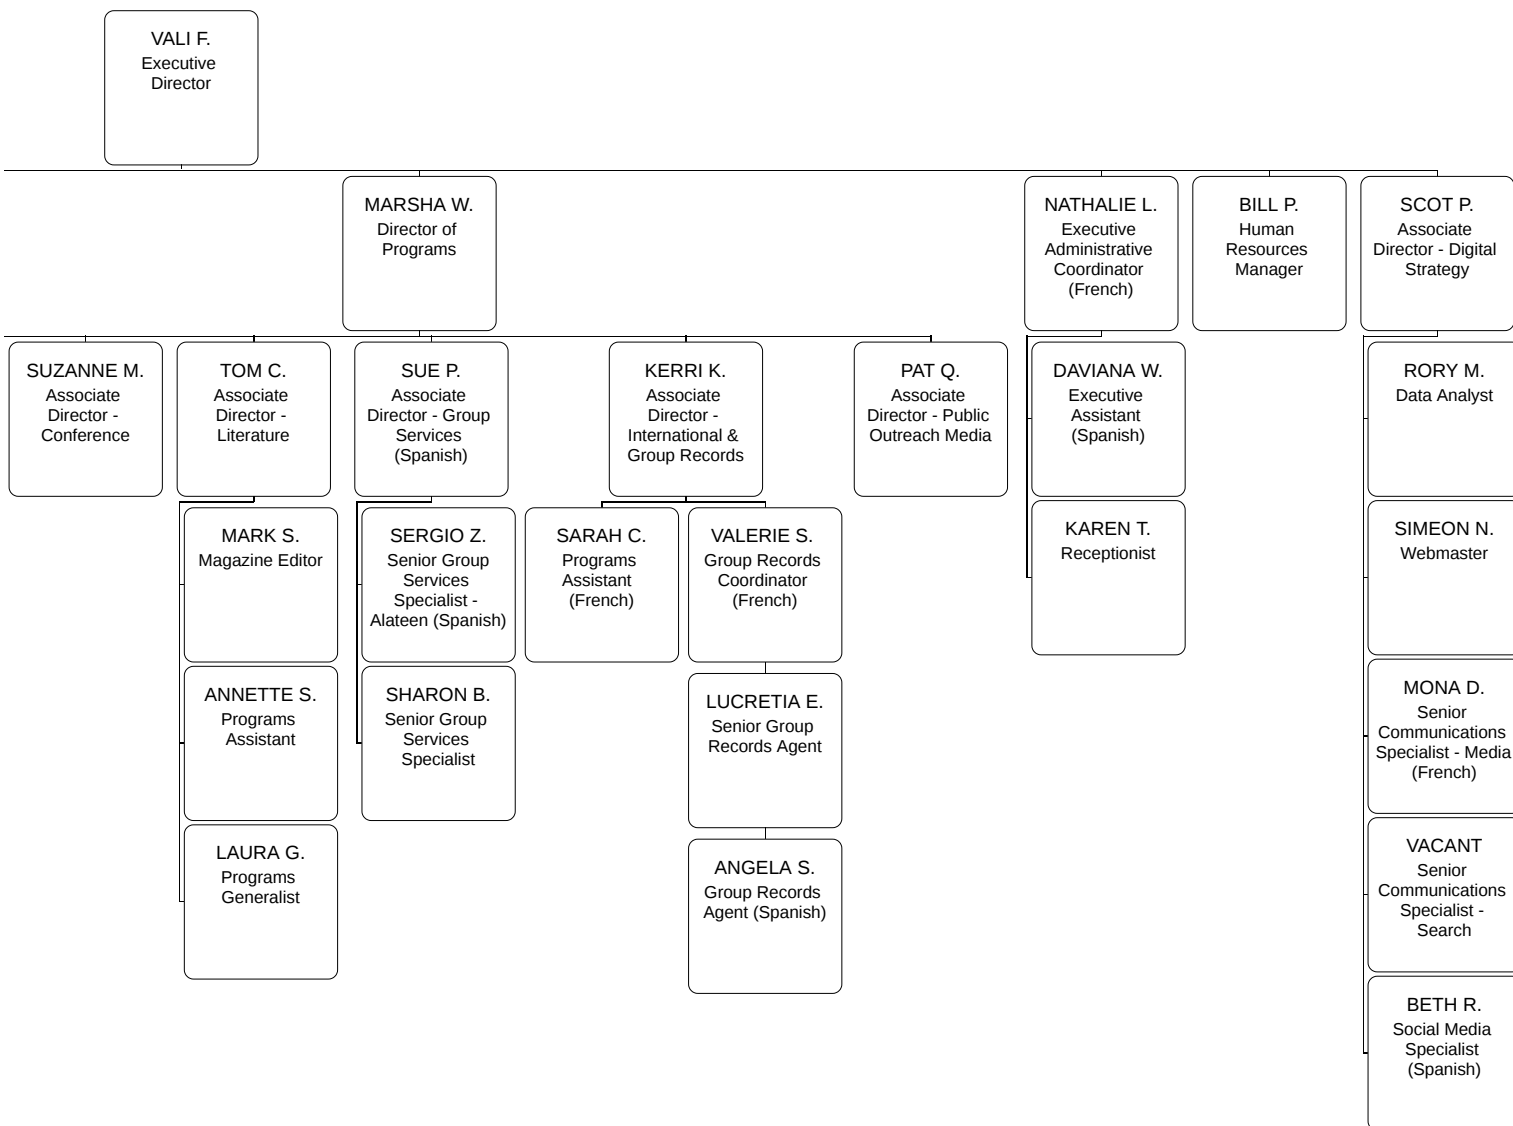 VALI F.
Executive
Director
MARSHA W.
Director of
Programs
NATHALIE L.
Executive
Administrative
Coordinator
(French)
BILL P.
Human
Resources
Manager
SCOT P.
Associate
Director - Digital
Strategy
SUZANNE M.
Associate
Director -
Conference
TOM C.
Associate
Director -
Literature
SUE P.
Associate
Director - Group
Services
(Spanish)
KERRI K.
Associate
Director -
International &
Group Records
PAT Q.
Associate
Director - Public
Outreach Media
DAVIANA W.
Executive
Assistant
(Spanish)
RORY M.
Data Analyst
MARK S.
Magazine Editor
SERGIO Z.
Senior Group
Services
Specialist -
Alateen (Spanish)
SARAH C.
Programs
Assistant
(French)
VALERIE S.
Group Records
Coordinator
(French)
KAREN T.
Receptionist
SIMEON N.
Webmaster
ANNETTE S.
Programs
Assistant
SHARON B.
Senior Group
Services
Specialist
LUCRETIA E.
Senior Group
Records Agent
MONA D.
Senior
Communications
Specialist - Media
(French)
LAURA G.
Programs
Generalist
ANGELA S.
Group Records
Agent (Spanish)
VACANT
Senior
Communications
Specialist -
Search
BETH R.
Social Media
Specialist
(Spanish)